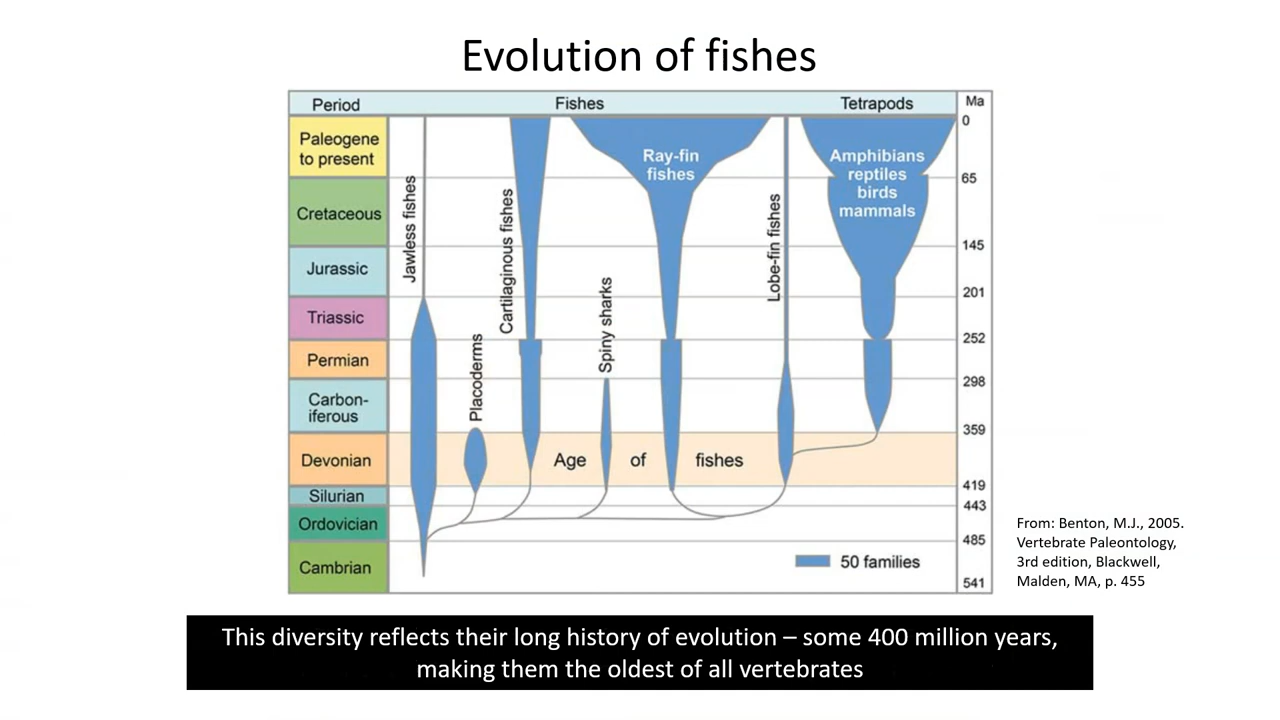 Evolution of fishes
Period
Fishes
Tetrapods
Ma
0
Paleogene
to present
65
Cretaceous
145
Jurassic
201
Triassic
252
Permian
298
Carbon-
iferous
359
Devonian
419
Silurian
443
Ordovician
485
Cambrian
541
Jawless fishes
Placoderms
Cartilaginous fishes
Spiny sharks
Ray-fin
fishes
Lobe-fin fishes
Amphibians
reptiles
birds
mammals
Age of fishes
50 families
From: Benton, M.J., 2005.
Vertebrate Paleontology,
3rd edition, Blackwell,
Malden, MA, p. 455
This diversity reflects their long history of evolution – some 400 million years,
making them the oldest of all vertebrates